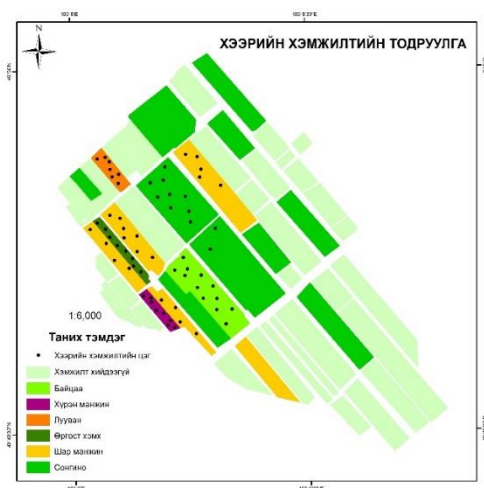 ХЭЭРИЙН ХЭМЖИЛТИЙН ТОДРУУЛГА
1:6,000
Таних тэмдэг
Хээрийн хэмжилтийн цэг
Хэмжилт хийдээгүй
Байцаа
Хүрэн манжин
Лууван
Өргөст хэмх
Шар манжин
Сонгино